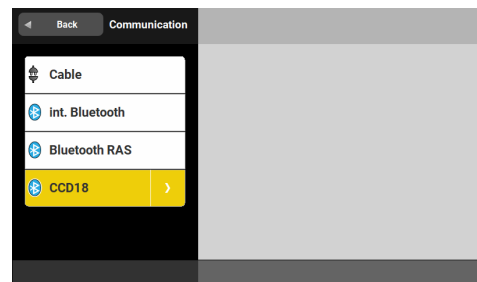 Back Communication
Cable
int. Bluetooth
Bluetooth RAS
CCD18